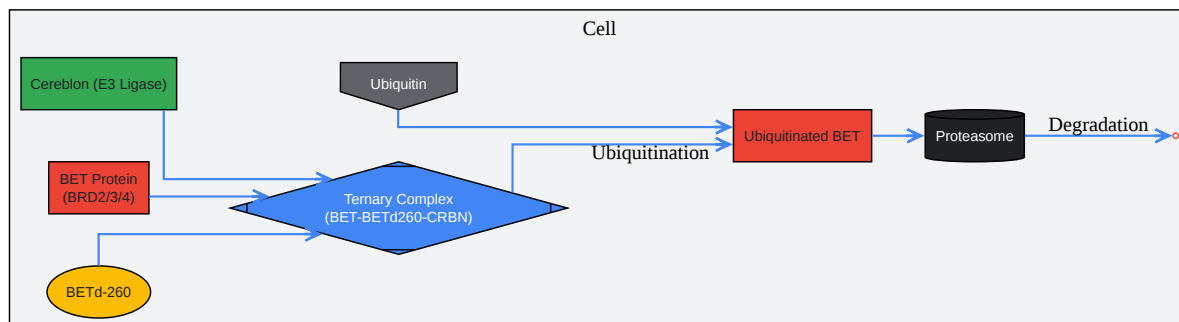 Cell
Cereblon (E3 Ligase)
Ubiquitin
Degradation
Ubiquitinated BET
Proteasome
Ubiquitination
BET Protein
(BRD2/3/4)
Ternary Complex
(BET-BETd260-CRBN)
BETd-260